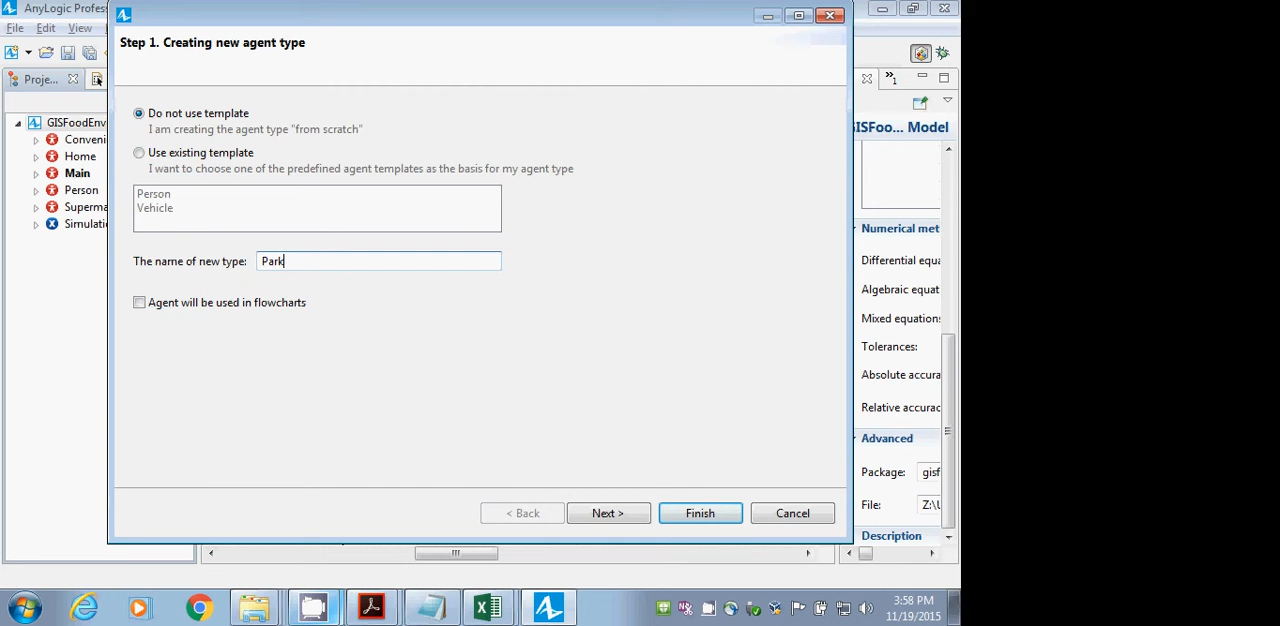 AnyLogic Profess
File Edit View
Proje...
GISFoodEnv
Conveni
Home
Main
Person
Superma
Simulati
Step 1. Creating new agent type
Do not use template
I am creating the agent type "from scratch"
Use existing template
I want to choose one of the predefined agent templates as the basis for my agent type
Person
Vehicle
The name of new type: Park
Agent will be used in flowcharts
< Back Next > Finish Cancel
1
GISFoo... Model
Numerical met
Differential equa
Algebraic equat
Mixed equations
Tolerances:
Absolute accura
Relative accurac
Advanced
Package: gisf
File: Z:\U
Description
3:58 PM
11/19/2015